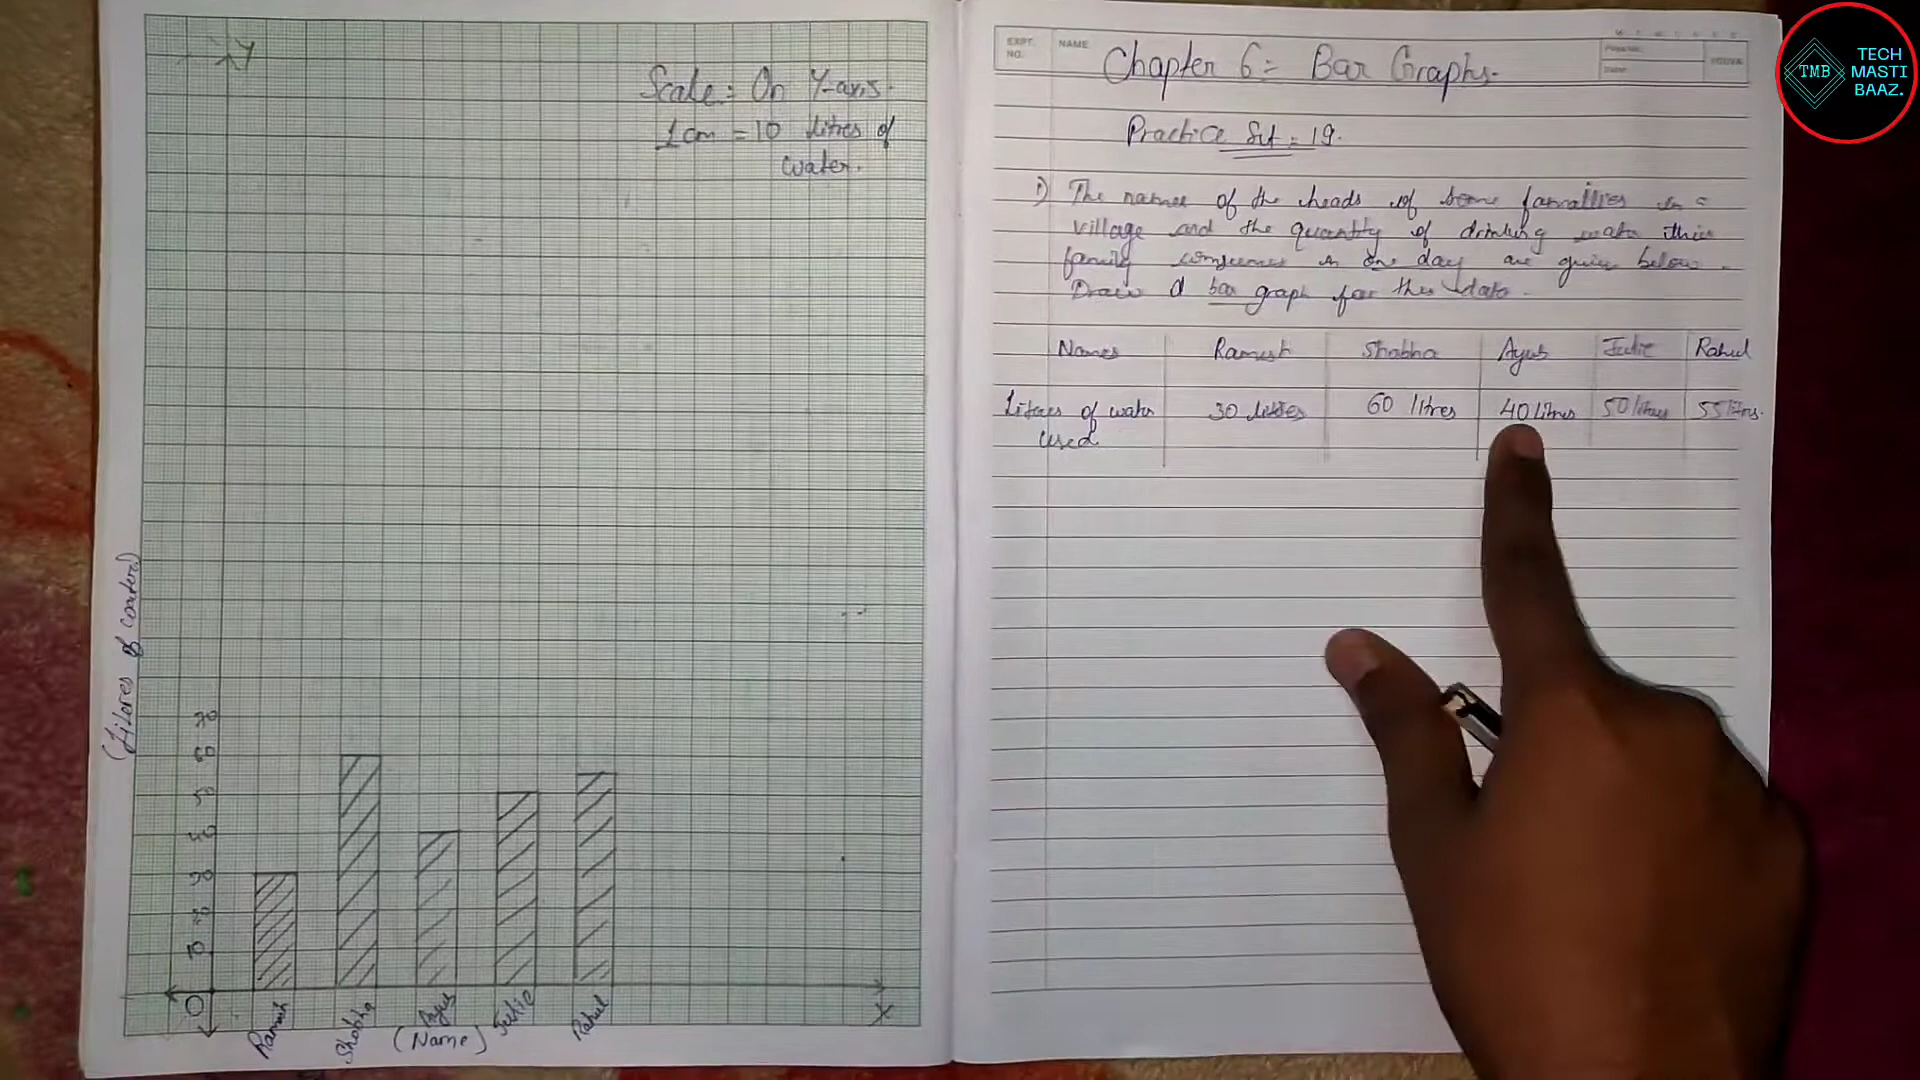 Y
Scale = On Y-axis.
1 cm = 10 litres of
water.
(Literes of water)
70
60
50
40
30
20
10
O
X
Ramesh
Shobha
Ayub
Julie
Rahul
(Name)
EXPT. NO.
NAME
YOUVA
Chapter 6 = Bar Graphs.
Practice Set = 19.
1) The names of the heads of some famallies in a
village and the quantity of drinking water their
family consumes in one day are given below.
Draw a bar graph for this data.
Names Ramesh Shobha Ayub Julie Rahul
Litres of water 30 litres 60 litres 40 litres 50 litres 55 litres.
used
TMB
TECH
MASTI
BAAZ.